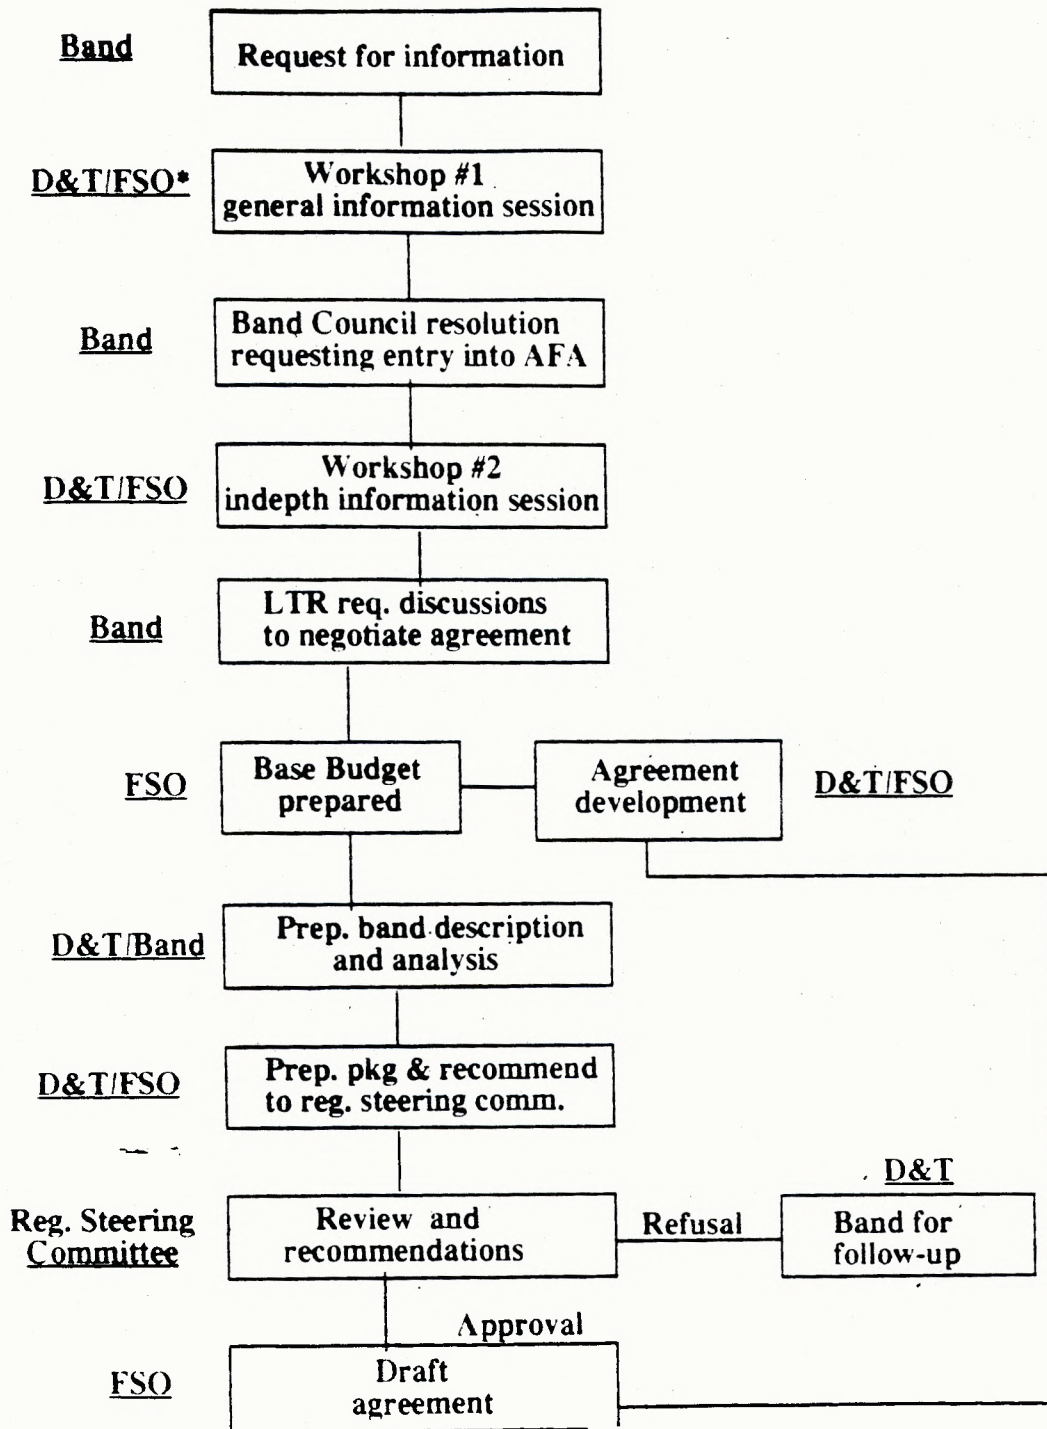 Band
Request for information
D&T/FSO*
Workshop #1
general information session
Band
Band Council resolution
requesting entry into AFA
D&T/FSO
Workshop #2
indepth information session
Band
LTR req. discussions
to negotiate agreement
FSO
Base Budget
prepared
Agreement
development
D&T/FSO
D&T/Band
Prep. band description
and analysis
D&T/FSO
Prep. pkg & recommend
to reg. steering comm.
Reg. Steering
Committee
Review and
recommendations
Refusal
D&T
Band for
follow-up
Approval
FSO
Draft
agreement